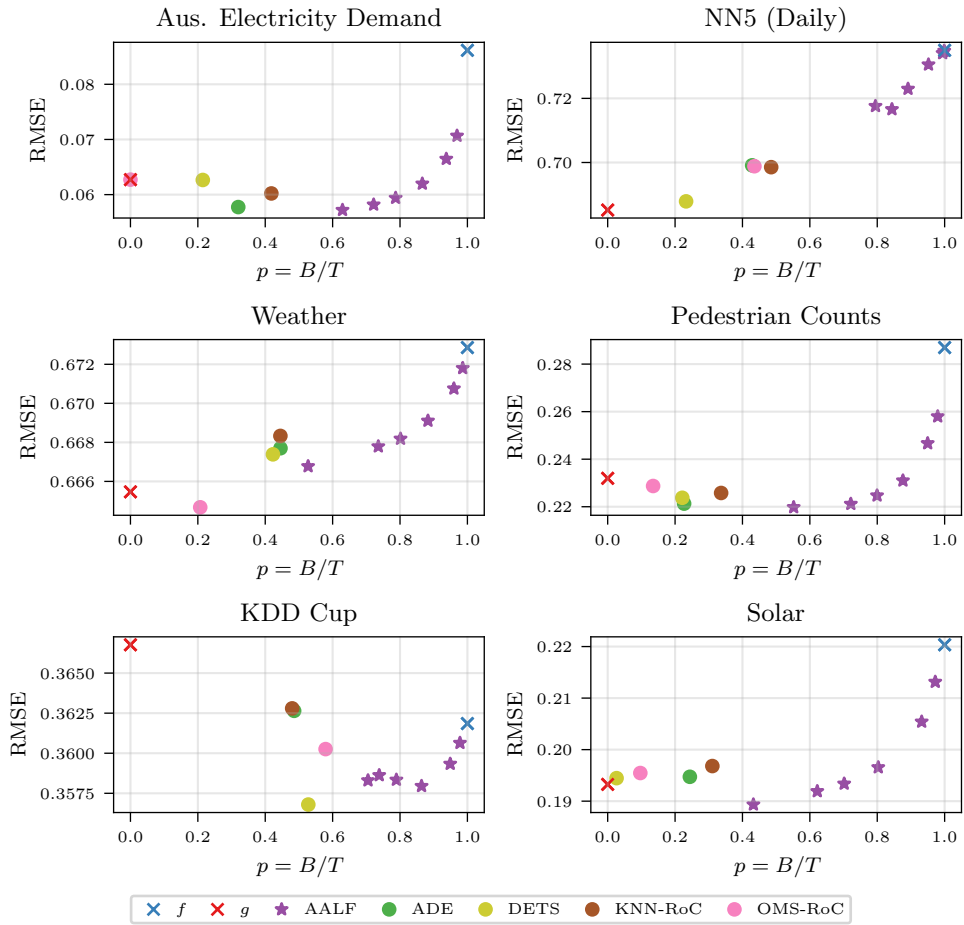 Aus. Electricity Demand
NN5 (Daily)
RMSE
0.08
0.07
0.06
0.0 0.2 0.4 0.6 0.8 1.0
p = B/T
RMSE
0.72
0.70
0.0 0.2 0.4 0.6 0.8 1.0
p = B/T
Weather
Pedestrian Counts
RMSE
0.672
0.670
0.668
0.666
0.0 0.2 0.4 0.6 0.8 1.0
p = B/T
RMSE
0.28
0.26
0.24
0.22
0.0 0.2 0.4 0.6 0.8 1.0
p = B/T
KDD Cup
Solar
RMSE
0.3650
0.3625
0.3600
0.3575
0.0 0.2 0.4 0.6 0.8 1.0
p = B/T
RMSE
0.22
0.21
0.20
0.19
0.0 0.2 0.4 0.6 0.8 1.0
p = B/T
f g AALF ADE DETS KNN-RoC OMS-RoC